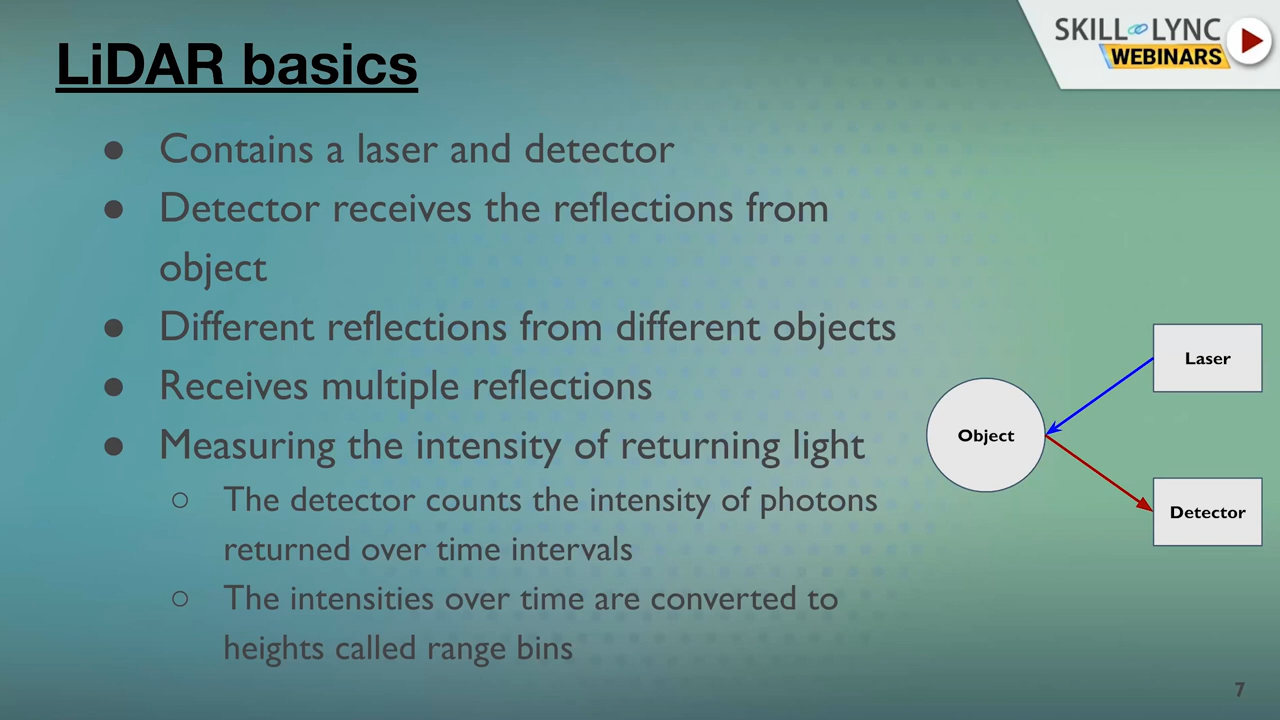 LiDAR basics
SKILL LYNC
WEBINARS
● Contains a laser and detector
● Detector receives the reflections from
object
● Different reflections from different objects
● Receives multiple reflections
● Measuring the intensity of returning light
○ The detector counts the intensity of photons
returned over time intervals
○ The intensities over time are converted to
heights called range bins
Laser
Object
Detector
7